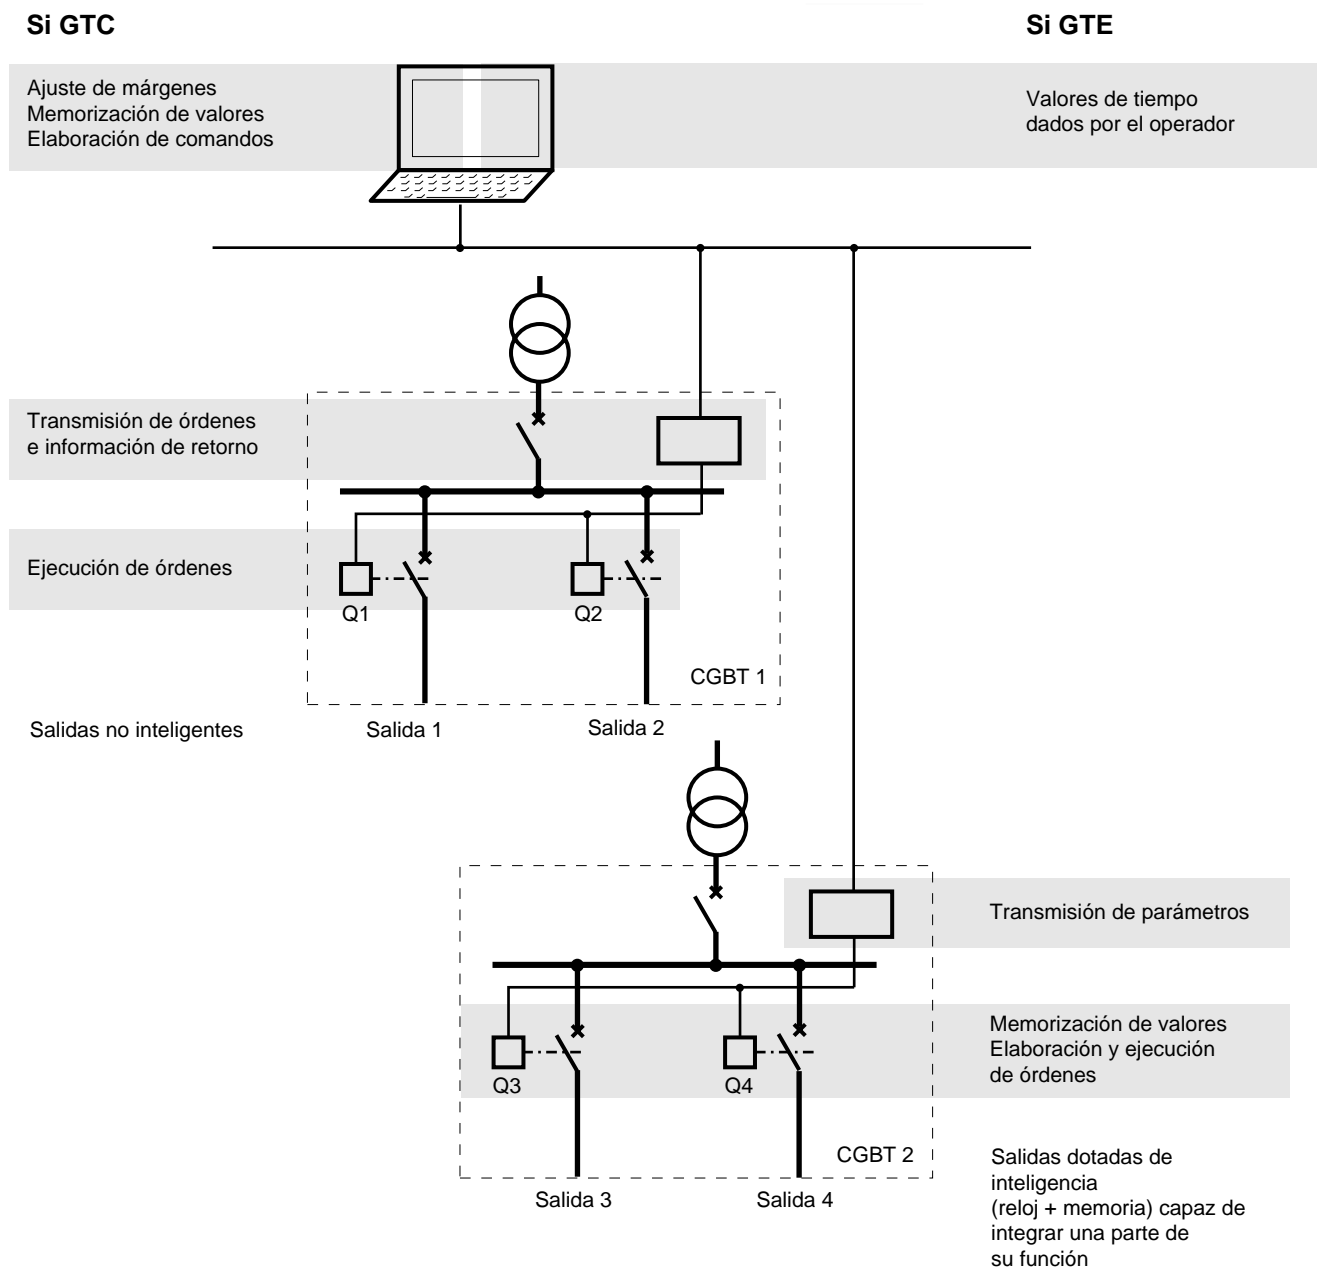 Si GTC
Si GTE
Ajuste de márgenes
Memorización de valores
Elaboración de comandos
Valores de tiempo
dados por el operador
Transmisión de órdenes
e información de retorno
Ejecución de órdenes
Q1
Q2
CGBT 1
Salidas no inteligentes
Salida 1
Salida 2
Transmisión de parámetros
Memorización de valores
Elaboración y ejecución
de órdenes
Q3
Q4
CGBT 2
Salida 3
Salida 4
Salidas dotadas de
inteligencia
(reloj + memoria) capaz de
integrar una parte de
su función